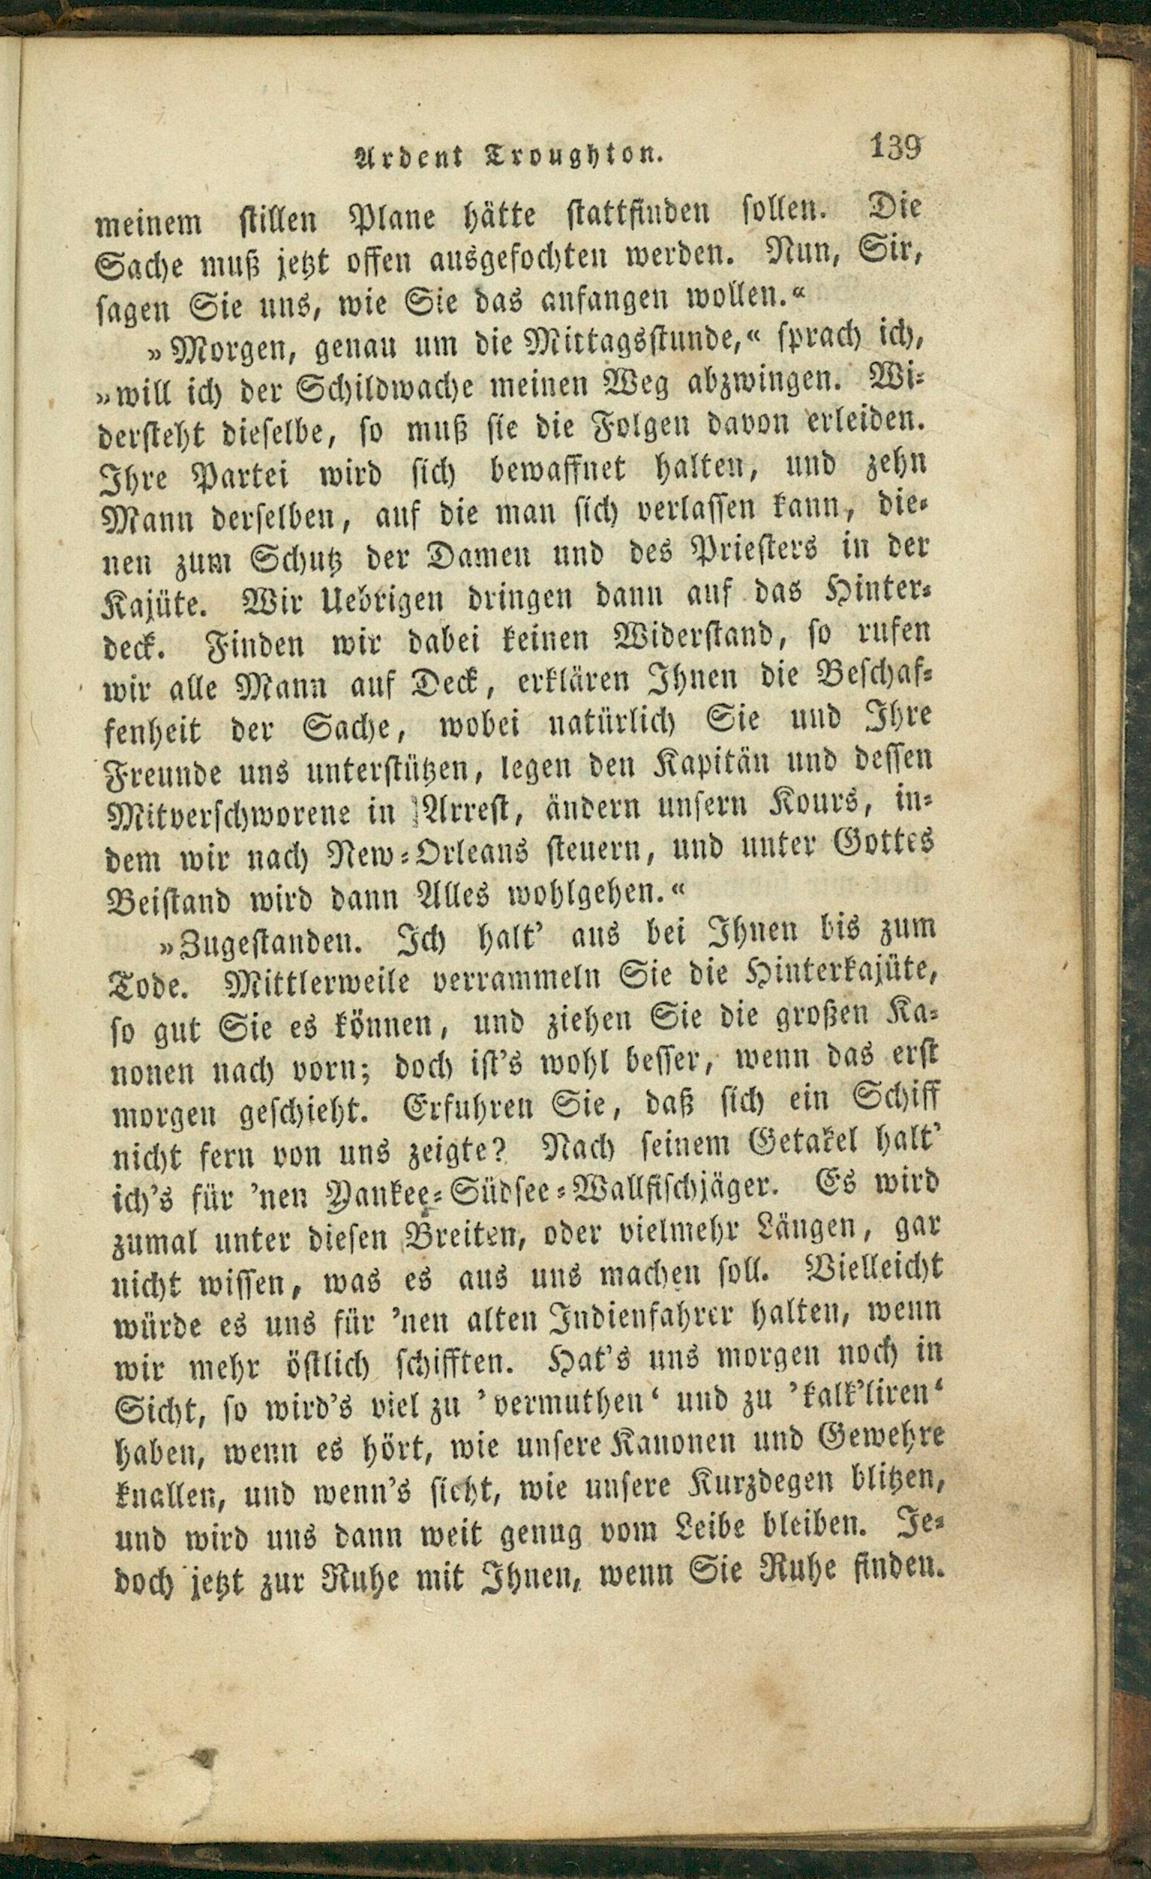 Ardent Troughton. 139
meinem stillen Plane hätte stattfinden sollen. Die
Sache muß jetzt offen ausgefochten werden. Nun, Sir,
sagen Sie uns, wie Sie das anfangen wollen.“
»Morgen, genau um die Mittagsstunde,“ sprach ich,
»will ich der Schildwache meinen Weg abzwingen. Wi-
dersteht dieselbe, so muß sie die Folgen davon erleiden.
Ihre Partei wird sich bewaffnet halten, und zehn
Mann derselben, auf die man sich verlassen kann, die-
nen zum Schutz der Damen und des Priesters in der
Kajüte. Wir Uebrigen dringen dann auf das Hinter-
deck. Finden wir dabei keinen Widerstand, so rufen
wir alle Mann auf Deck, erklären Ihnen die Beschaf-
fenheit der Sache, wobei natürlich Sie und Ihre
Freunde uns unterstützen, legen den Kapitän und dessen
Mitverschworene in Arrest, ändern unsern Kours, in-
dem wir nach New-Orleans steuern, und unter Gottes
Beistand wird dann Alles wohlgehen.“
»Zugestanden. Ich halt’ aus bei Ihnen bis zum
Tode. Mittlerweile verrammeln Sie die Hinterkajüte,
so gut Sie es können, und ziehen Sie die großen Ka-
nonen nach vorn; doch ist’s wohl besser, wenn das erst
morgen geschieht. Erfuhren Sie, daß sich ein Schiff
nicht fern von uns zeigte? Nach seinem Getakel halt’
ich’s für ’nen Yankee-Südsee-Wallfischjäger. Es wird
zumal unter diesen Breiten, oder vielmehr Längen, gar
nicht wissen, was es aus uns machen soll. Vielleicht
würde es uns für ’nen alten Indienfahrer halten, wenn
wir mehr östlich schifften. Hat’s uns morgen noch in
Sicht, so wird’s viel zu ’vermuthen‘ und zu ’kalk’liren‘
haben, wenn es hört, wie unsere Kanonen und Gewehre
knallen, und wenn’s sieht, wie unsere Kurzdegen blitzen,
und wird uns dann weit genug vom Leibe bleiben. Je-
doch jetzt zur Ruhe mit Ihnen, wenn Sie Ruhe finden.